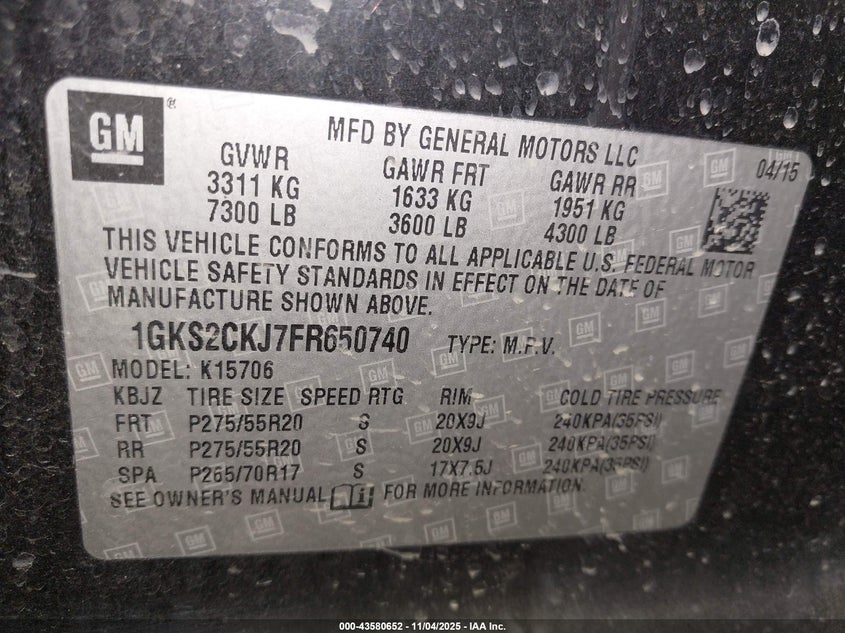 GM ®
MFD BY GENERAL MOTORS LLC
04/15
GVWR GAWR FRT GAWR RR
3311 KG 1633 KG 1951 KG
7300 LB 3600 LB 4300 LB
THIS VEHICLE CONFORMS TO ALL APPLICABLE U.S. FEDERAL MOTOR
VEHICLE SAFETY STANDARDS IN EFFECT ON THE DATE OF
MANUFACTURE SHOWN ABOVE.
1GKS2CKJ7FR650740 TYPE: M.P.V.
MODEL: K15706
KBJZ TIRE SIZE SPEED RTG RIM COLD TIRE PRESSURE
FRT P275/55R20 S 20X9J 240KPA(35PSI)
RR P275/55R20 S 20X9J 240KPA(35PSI)
SPA P265/70R17 S 17X7.5J 240KPA(35PSI)
SEE OWNER'S MANUAL FOR MORE INFORMATION.
000-43580652 - 11/04/2025 - IAA Inc.